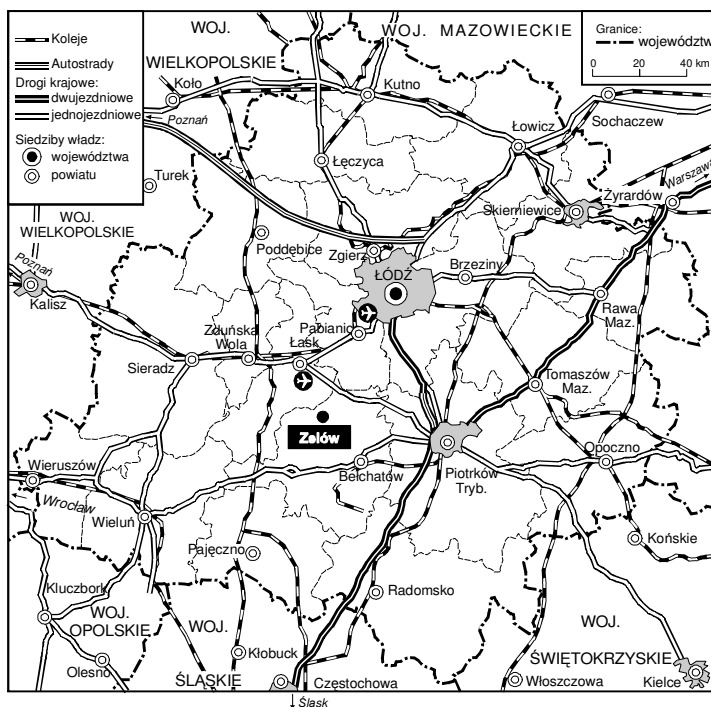 Koleje
Autostrady
Drogi krajowe:
dwujezdniowe
jednojezdniowe
Siedziby władz:
województwa
powiatu
Granice:
województw
0 20 40 km
WOJ.
WIELKOPOLSKIE
WOJ. MAZOWIECKIE
Koło
Kutno
Poznań
Łowicz
Sochaczew
Łęczyca
Turek
Warszawa
Żyrardów
Skierniewice
WOJ.
WIELKOPOLSKIE
Poddębice
Zgierz
Poznań
ŁÓDŹ
Brzeziny
Kalisz
Rawa
Maz.
Zduńska
Wola
Pabianic
Łask
Sieradz
Tomaszów
Maz.
Zelów
Opoczno
Wieruszów
Bełchatów
Piotrków
Tryb.
Wrocław
Wieluń
Końskie
Pajęczno
Kluczbork
Radomsko
WOJ.
OPOLSKIE
WOJ.
WOJ.
Kłobuck
ŚWIĘTOKRZYSKIE
Olesno
ŚLĄSKIE
Częstochowa
Włoszczowa
Kielce
Śląsk